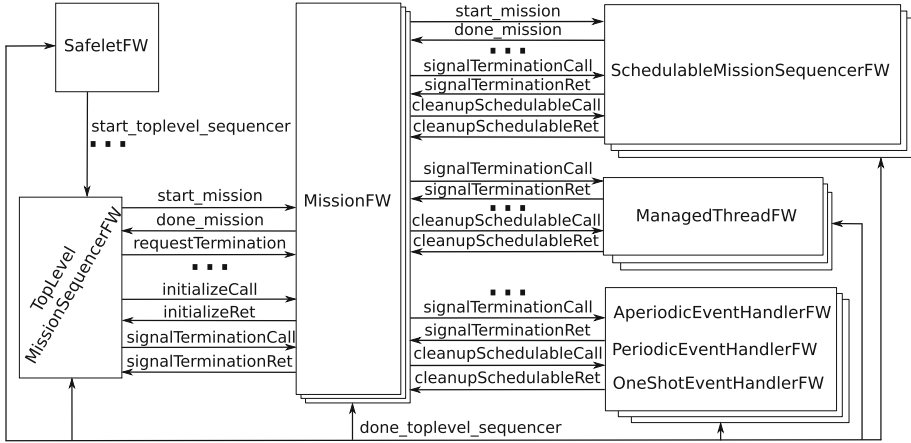 SafeletFW
start_toplevel_sequencer
TopLevel
MissionSequencerFW
start_mission
done_mission
requestTermination
initializeCall
initializeRet
signalTerminationCall
signalTerminationRet
MissionFW
start_mission
done_mission
signalTerminationCall
signalTerminationRet
cleanupSchedulableCall
cleanupSchedulableRet
SchedulableMissionSequencerFW
signalTerminationCall
signalTerminationRet
cleanupSchedulableCall
cleanupSchedulableRet
ManagedThreadFW
signalTerminationCall
signalTerminationRet
cleanupSchedulableCall
cleanupSchedulableRet
AperiodicEventHandlerFW
PeriodicEventHandlerFW
OneShotEventHandlerFW
done_toplevel_sequencer